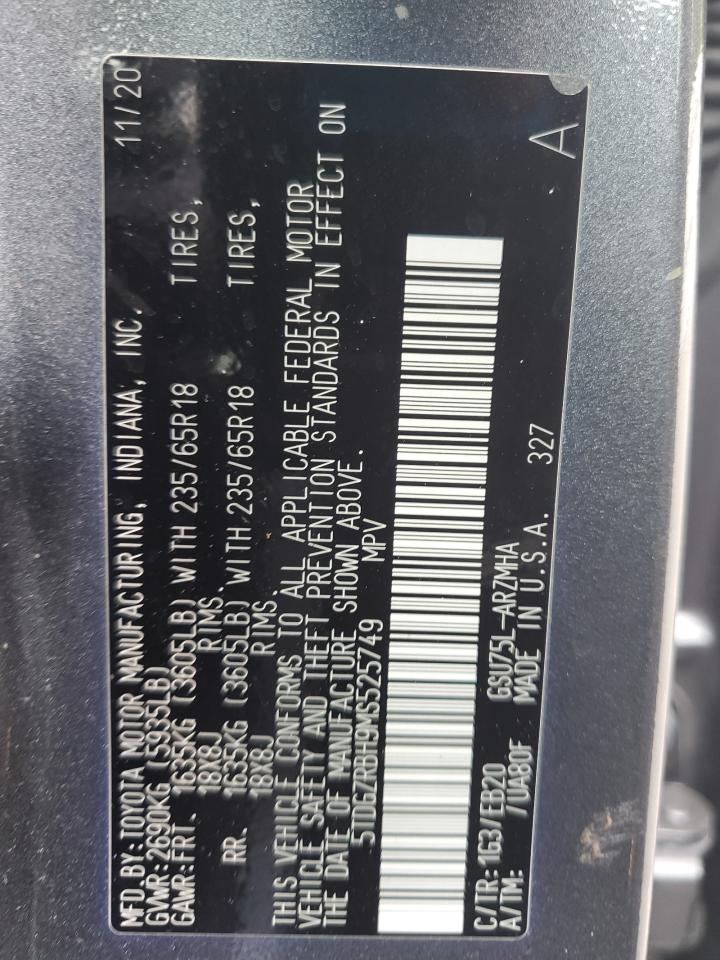 MFD.BY:TOYOTA MOTOR MANUFACTURING, INDIANA, INC. 11/20
GVWR:2690KG (5935LB)
GAWR:FRT. 1635KG (3605LB) WITH 235/65R18 TIRES,
18X8J RIMS.
RR. 1635KG (3605LB) WITH 235/65R18 TIRES,
18X8J RIMS.
THIS VEHICLE CONFORMS TO ALL APPLICABLE FEDERAL MOTOR
VEHICLE SAFETY AND THEFT PREVENTION STANDARDS IN EFFECT ON
THE DATE OF MANUFACTURE SHOWN ABOVE.
5TDGZRBH9MS525749 MPV
C/TR:1G3/EB20 GSU75L-ARZMHA
A/TM: /UA80F MADE IN U.S.A. 327 A